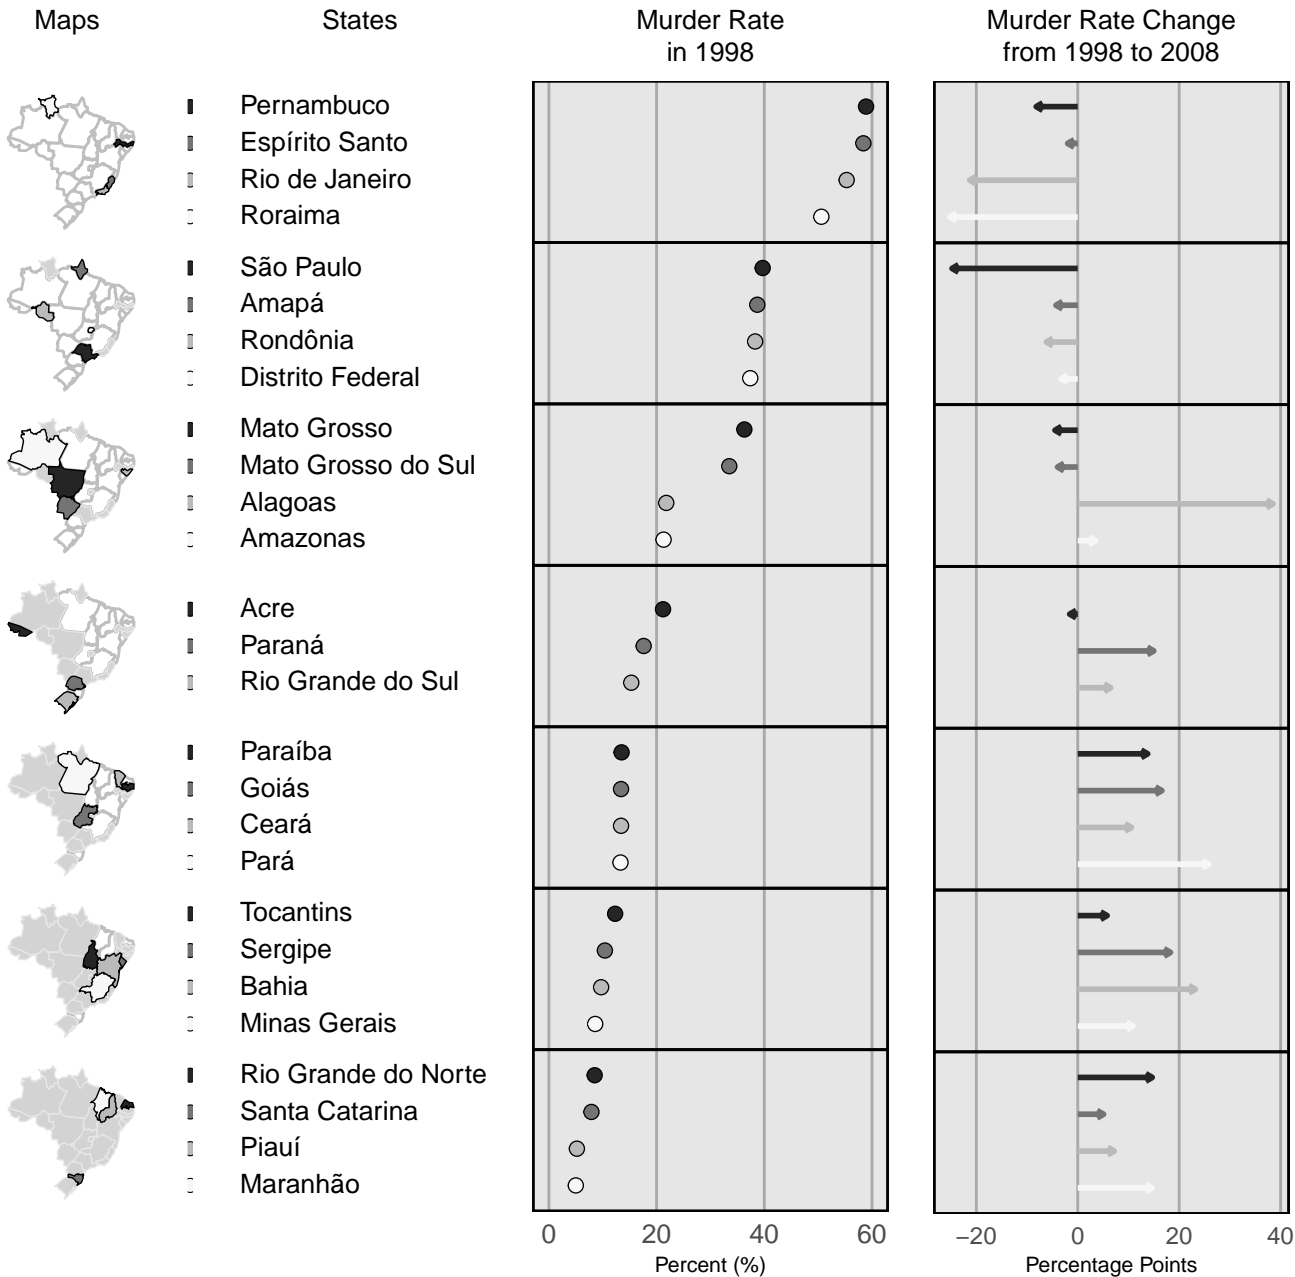 Maps
States
Murder Rate
in 1998
Murder Rate Change
from 1998 to 2008
Pernambuco
Espírito Santo
Rio de Janeiro
Roraima
São Paulo
Amapá
Rondônia
Distrito Federal
Mato Grosso
Mato Grosso do Sul
Alagoas
Amazonas
Acre
Paraná
Rio Grande do Sul
Paraíba
Goiás
Ceará
Pará
Tocantins
Sergipe
Bahia
Minas Gerais
Rio Grande do Norte
Santa Catarina
Piauí
Maranhão
0 20 40 60
Percent (%)
−20 0 20 40
Percentage Points